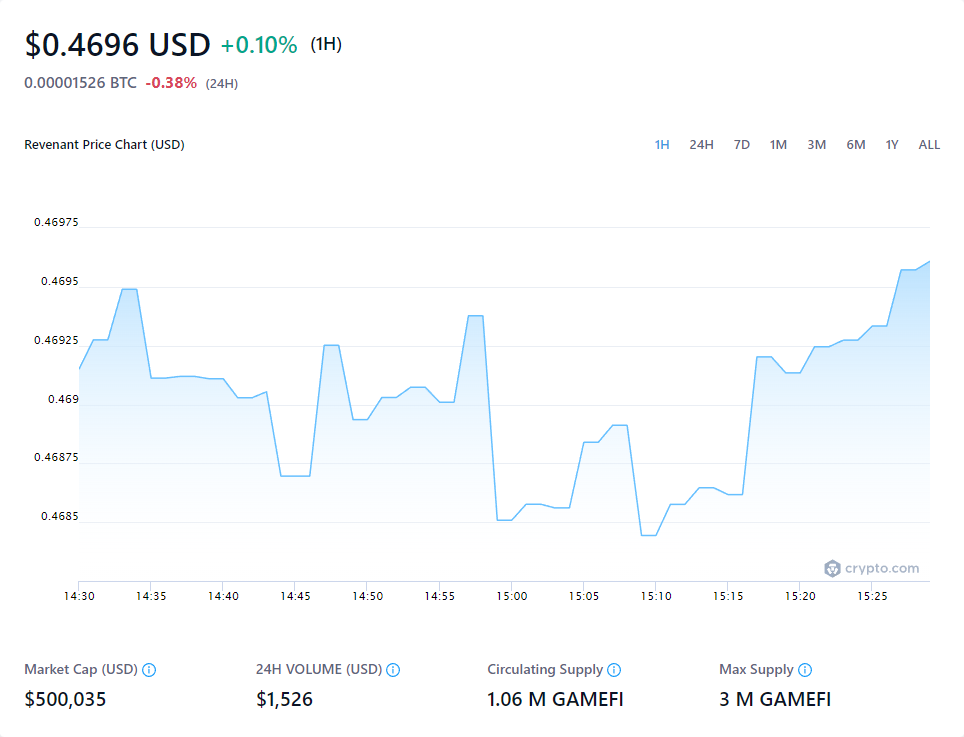 $0.4696 USD +0.10% (1H)
0.00001526 BTC -0.38% (24H)
Revenant Price Chart (USD) 1H 24H 7D 1M 3M 6M 1Y ALL
0.46975
0.4695
0.46925
0.469
0.46875
0.4685
crypto.com
14:30 14:35 14:40 14:45 14:50 14:55 15:00 15:05 15:10 15:15 15:20 15:25
Market Cap (USD) 24H VOLUME (USD) Circulating Supply Max Supply
$500,035 $1,526 1.06 M GAMEFI 3 M GAMEFI